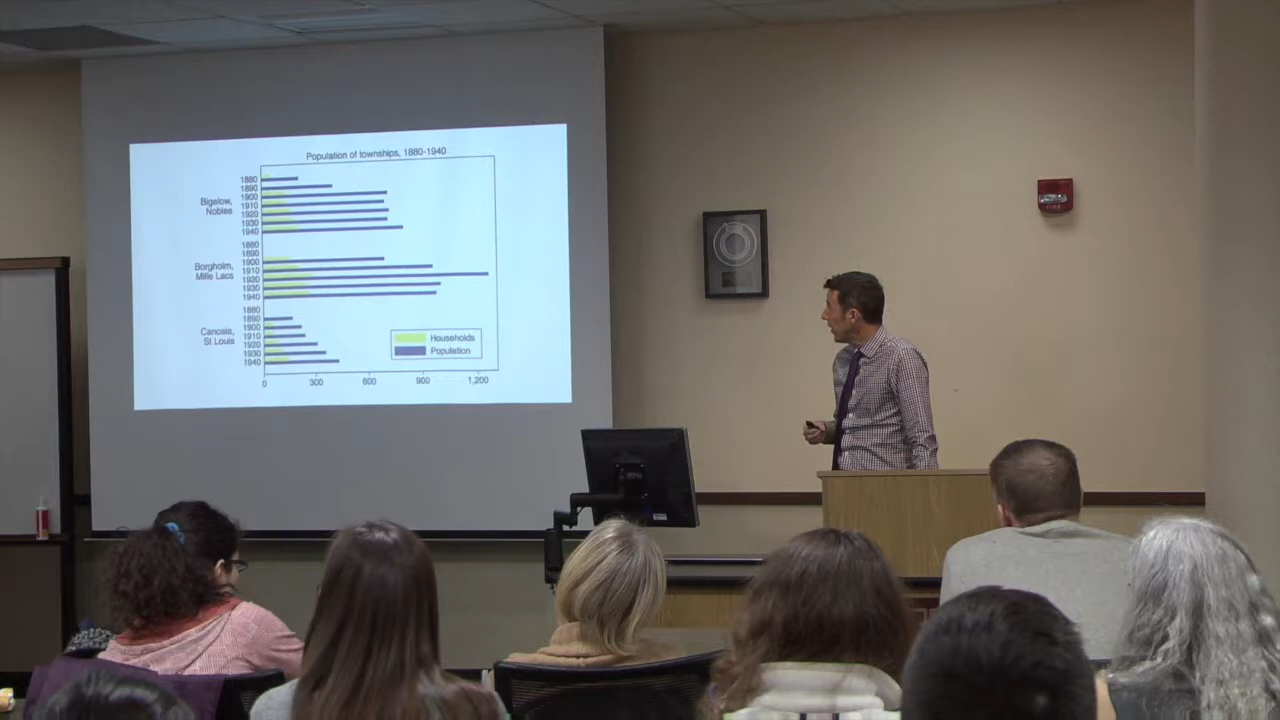 Population of townships, 1880-1940
1880
1890
1900
1910
1920
1930
1940
Bigelow,
Nobles
1880
1890
1900
1910
1920
1930
1940
Borgholm,
Mille Lacs
1880
1890
1900
1910
1920
1930
1940
Canosia,
St Louis
Households
Population
0
300
600
900
1,200
FIRE